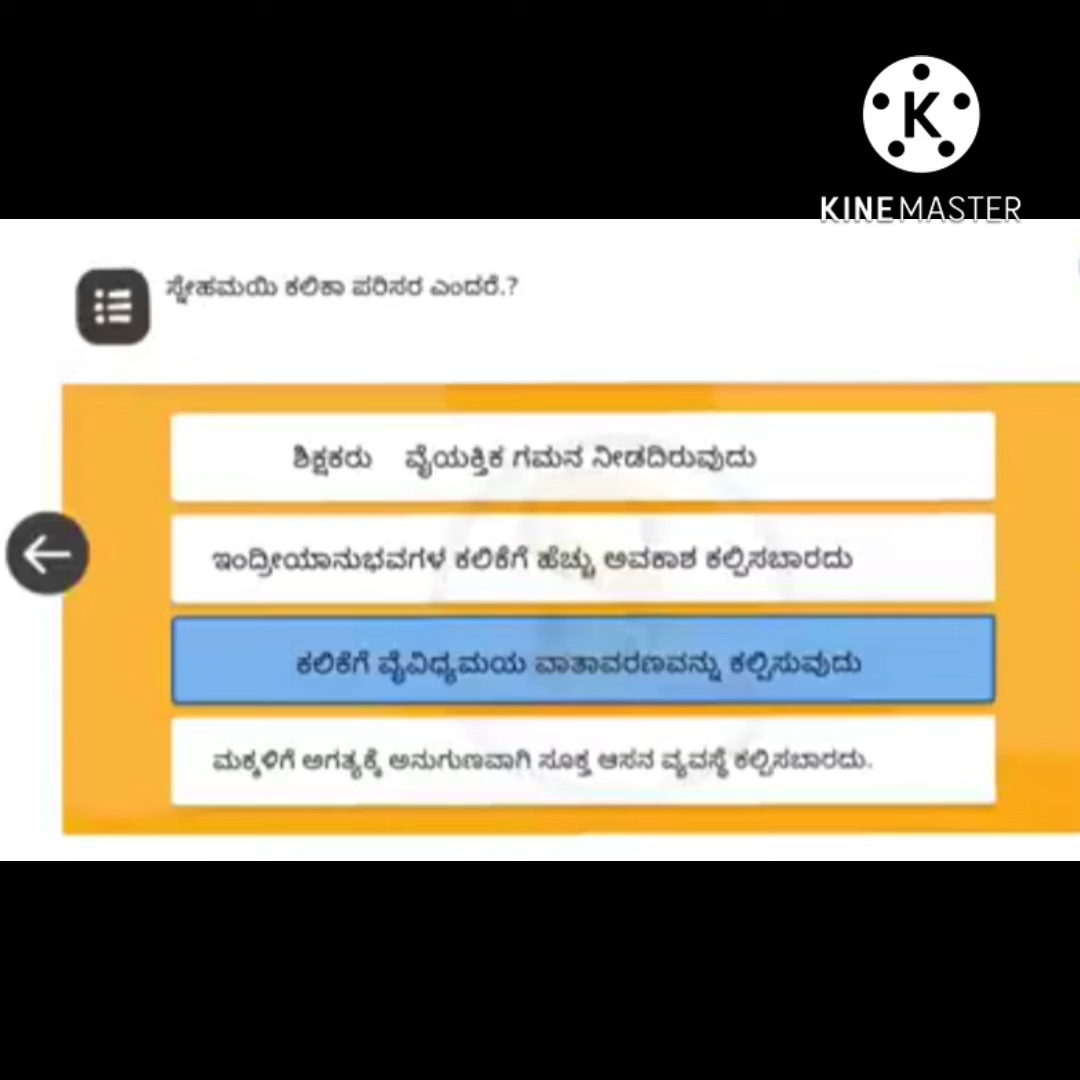 KINEMASTER
ಸ್ನೇಹಮಯಿ ಕಲಿಕಾ ಪರಿಸರ ಎಂದರೆ.?
ಶಿಕ್ಷಕರು ವೈಯಕ್ತಿಕ ಗಮನ ನೀಡದಿರುವುದು
ಇಂದ್ರೀಯಾನುಭವಗಳ ಕಲಿಕೆಗೆ ಹೆಚ್ಚು ಅವಕಾಶ ಕಲ್ಪಿಸಬಾರದು
ಕಲಿಕೆಗೆ ವೈವಿಧ್ಯಮಯ ವಾತಾವರಣವನ್ನು ಕಲ್ಪಿಸುವುದು
ಮಕ್ಕಳಿಗೆ ಅಗತ್ಯಕ್ಕೆ ಅನುಗುಣವಾಗಿ ಸೂಕ್ತ ಆಸನ ವ್ಯವಸ್ಥೆ ಕಲ್ಪಿಸಬಾರದು.